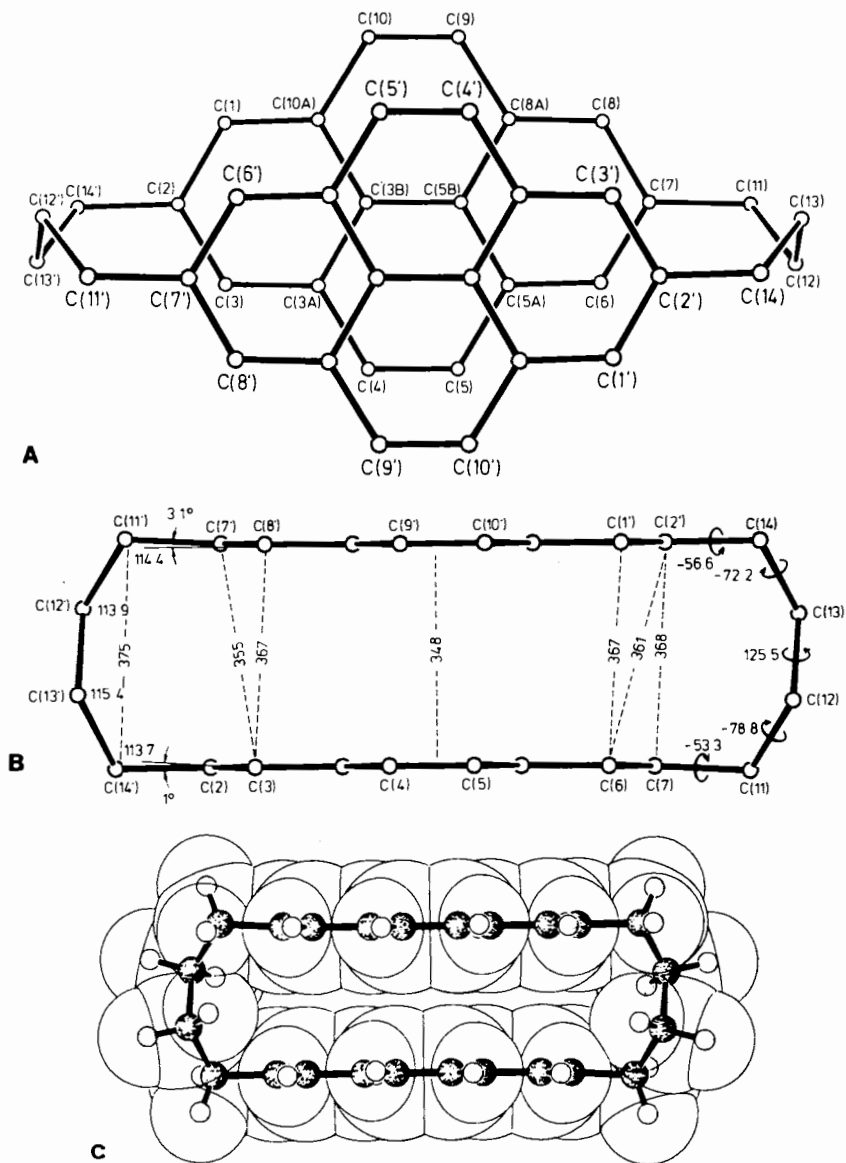 C(10) C(9)
C(5') C(4')
C(1) C(10A) C(8A) C(8)
C(6') C(3')
C(12') C(14') C(2) C(3B) C(5B) C(7) C(11) C(13)
C(13') C(11') C(7') C(3) C(3A) C(5A) C(6) C(2') C(14) C(12)
C(8') C(4) C(5) C(1')
A
C(9') C(10')
C(11') 3 1° C(7') C(8') C(9') C(10') C(1') C(2') C(14)
114. 4 -56.6
-72 2
C(12') 113 9 C(13)
375 355 367 348 367 361 368 125 5
C(13') 115 4 C(12)
-78 8
113 7 -53 3
B
C(14') 1° C(2) C(3) C(4) C(5) C(6) C(7) C(11)
C